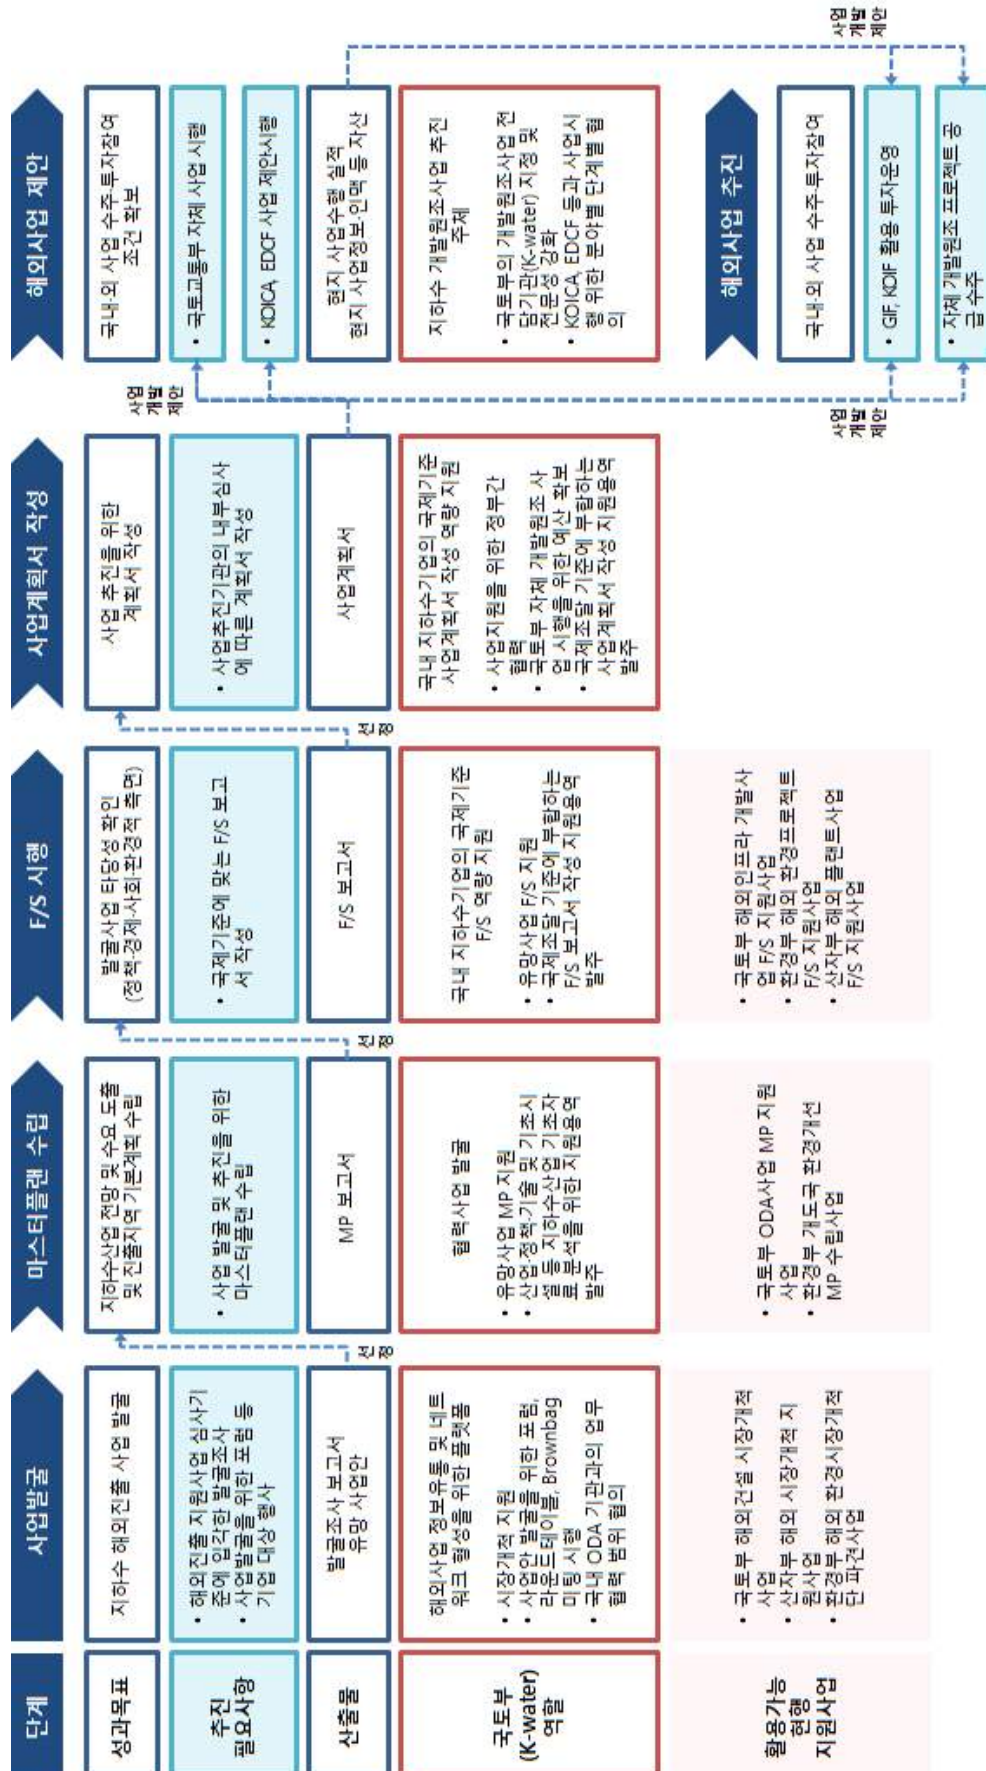 단계
사업발굴
마스터플랜 수립
F/S 시행
사업계획서 작성
해외사업 제안
성과목표
지하수 해외진출 사업 발굴
지하수산업 전망 및 수요 도출
및 진출지역 기본계획 수립
발굴사업 타당성 확인
(정책·경제·사회·환경적 측면)
사업 추진을 위한
계획서 작성
국내·외 사업 수주·투자참여
조건 확보
추진
필요사항
• 해외진출 지원사업 심사기
준에 입각한 발굴조사
• 사업발굴을 위한 포럼 등
기업 대상 행사
• 사업 발굴 및 추진을 위한
마스터플랜 수립
• 국제기준에 맞는 F/S 보고
서 작성
• 사업추진기관의 내부심사
에 따른 계획서 작성
• 국토교통부 자체 사업 시행
• KOICA, EDCF 사업 제안·시행
산출물
발굴조사 보고서
유망 사업안
MP 보고서
F/S 보고서
사업계획서
현지 사업수행 실적
현지 사업정보·인맥 등 자산
선정
선정
선정
사업
개발
제안
사업
개발
제안
국토부
(K-water)
역할
해외사업 정보유통 및 네트
워크 형성을 위한 플랫폼
• 시장개척 지원
• 사업안 발굴을 위한 포럼,
라운드테이블, Brownbag
미팅 시행
• 국내 ODA 기관과의 업무
협력 범위 협의
협력사업 발굴
• 유망사업 MP 지원
• 산업·정책·기술 및 기초시
설 등 지하수산업 기초자
료 분석을 위한 지원용역
발주
국내 지하수기업의 국제기준
F/S 역량 지원
• 유망사업 F/S 지원
• 국제조달 기준에 부합하는
F/S 보고서 작성 지원용역
발주
국내 지하수기업의 국제기준
사업계획서 작성 역량 지원
• 사업지원을 위한 정부간
협력
• 국토부 자체 개발원조 사
업 시행을 위한 예산 확보
• 국제조달 기준에 부합하는
사업계획서 작성 지원용역
발주
지하수 개발원조사업 추진
주체
• 국토부의 개발원조사업 전
담기관(K-water) 지정 및
전문성 강화
• KOICA, EDCF 등과 사업시
행 위한 분야별 단계별 협
의
활용가능
현행
지원사업
• 국토부 해외건설 시장개척
사업
• 산자부 해외 시장개척 지
원사업
• 환경부 해외 환경시장개척
단 파견사업
• 국토부 ODA사업 MP 지원
사업
• 환경부 개도국 환경개선
MP 수립사업
• 국토부 해외인프라 개발사
업 F/S 지원사업
• 환경부 해외 환경프로젝트
F/S 지원사업
• 산자부 해외 플랜트사업
F/S 지원사업
사업
개발
제안
해외사업 추진
국내·외 사업 수주·투자참여
• GIF, KOIF 활용 투자운영
• 자체 개발원조 프로젝트 공
급 수주